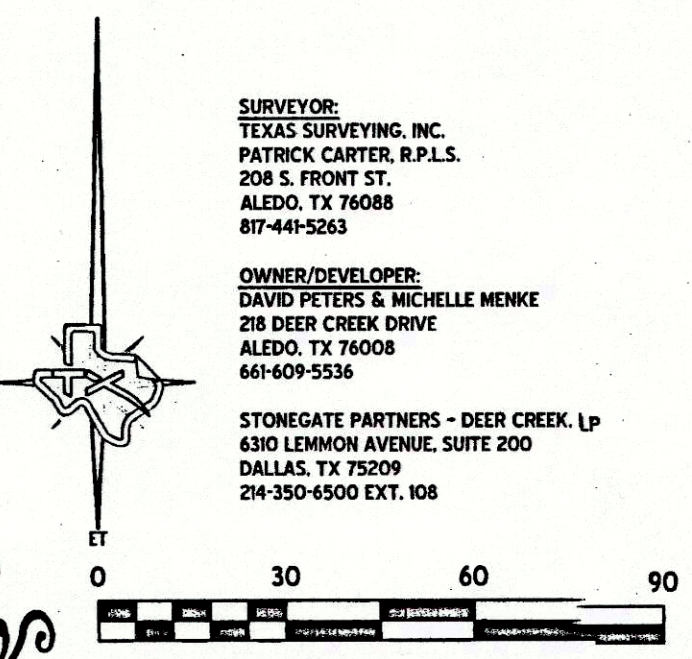 SURVEYOR:
TEXAS SURVEYING, INC.
PATRICK CARTER, R.P.L.S.
208 S. FRONT ST.
ALEDO, TX 76088
817-441-5263
OWNER/DEVELOPER:
DAVID PETERS & MICHELLE MENKE
218 DEER CREEK DRIVE
ALEDO, TX 76008
661-609-5536
STONEGATE PARTNERS - DEER CREEK, LP
6310 LEMMON AVENUE, SUITE 200
DALLAS, TX 75209
214-350-6500 EXT. 108
TX
ET
0 30 60 90